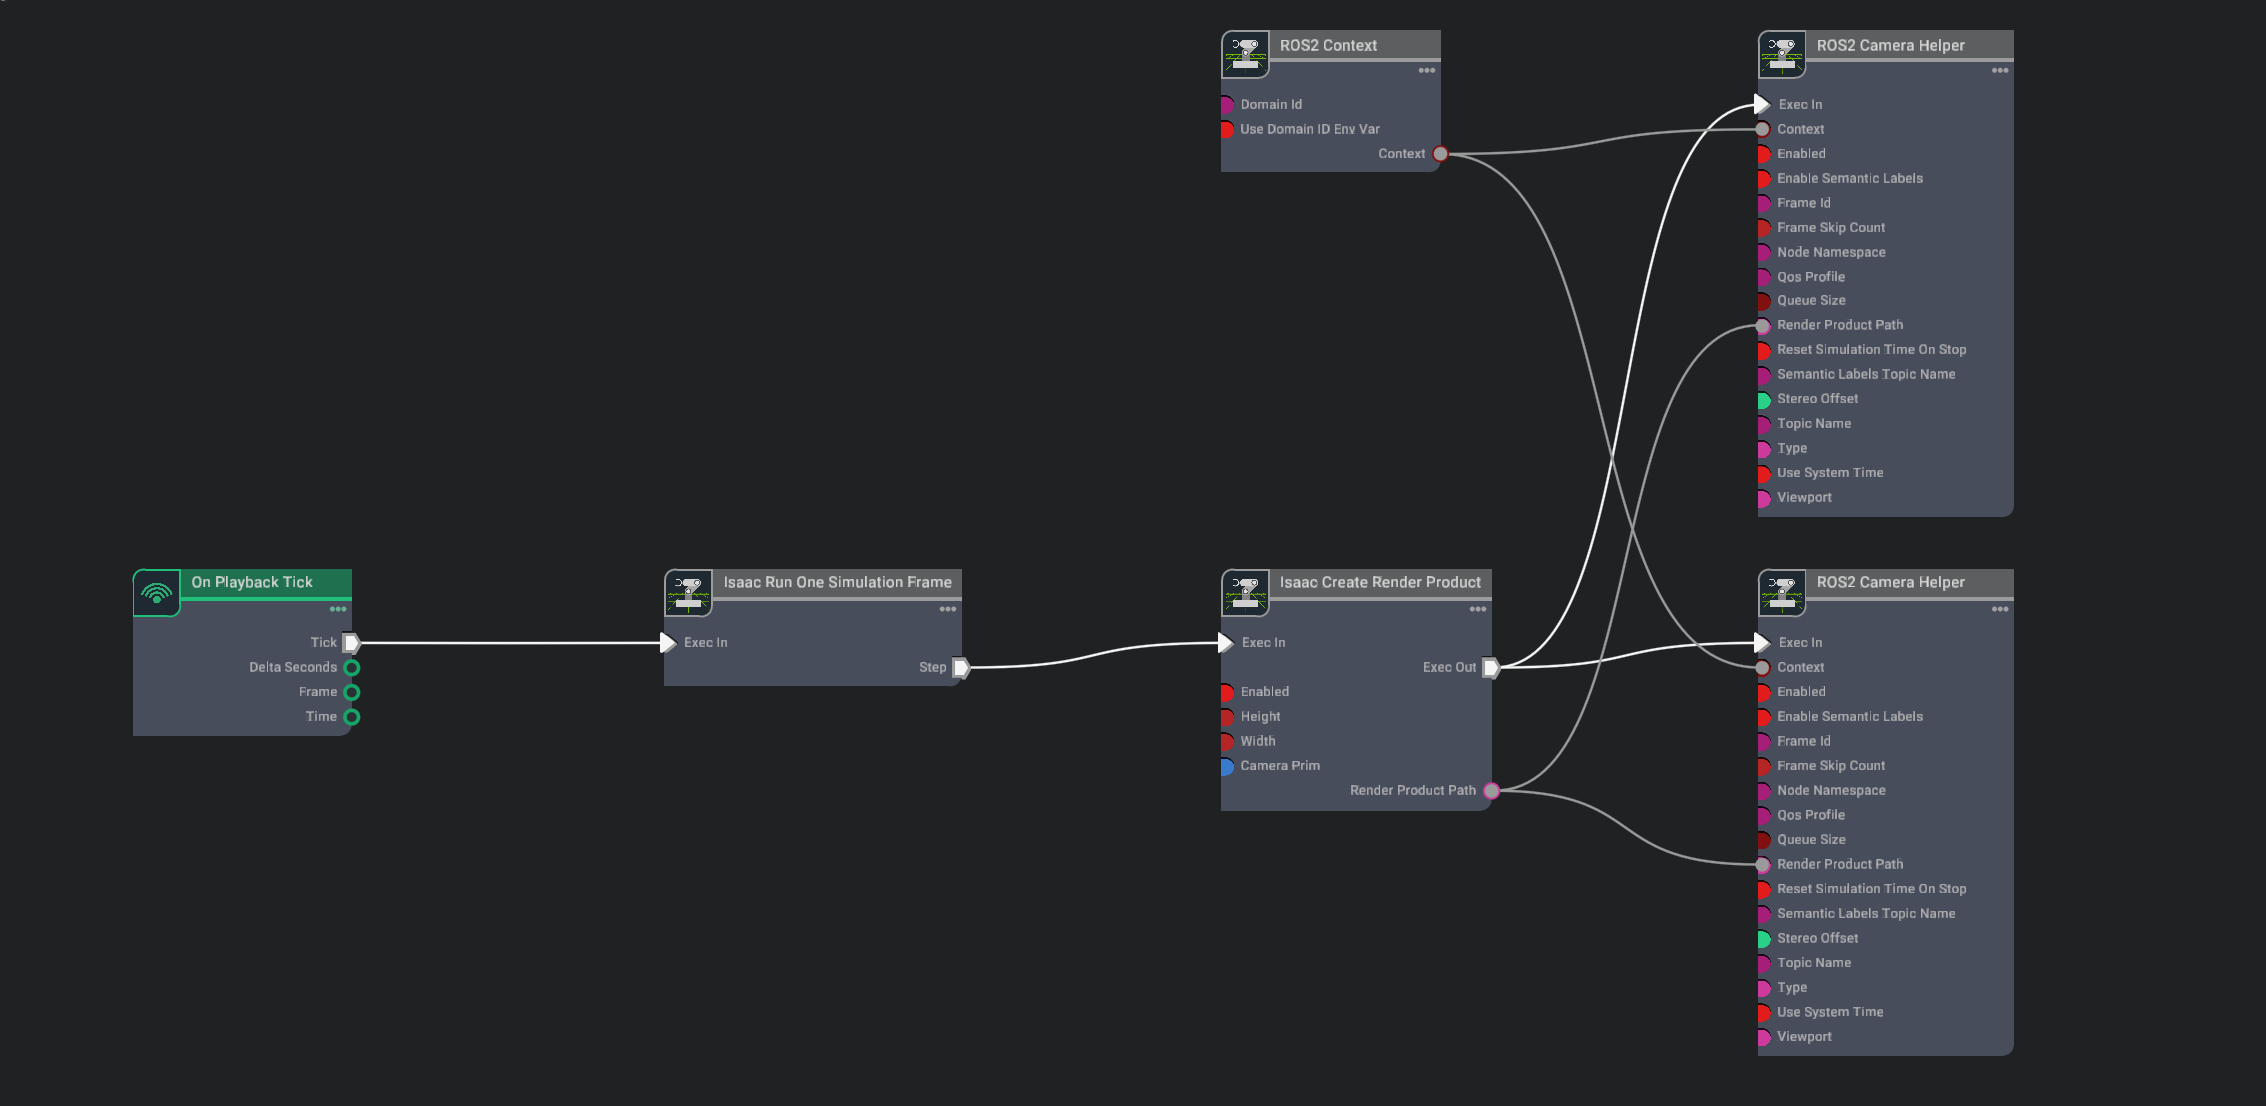 ROS2 Context
Domain Id
Use Domain ID Env Var
Context
ROS2 Camera Helper
Exec In
Context
Enabled
Enable Semantic Labels
Frame Id
Frame Skip Count
Node Namespace
Qos Profile
Queue Size
Render Product Path
Reset Simulation Time On Stop
Semantic Labels Topic Name
Stereo Offset
Topic Name
Type
Use System Time
Viewport
On Playback Tick
Tick
Delta Seconds
Frame
Time
Isaac Run One Simulation Frame
Exec In
Step
Isaac Create Render Product
Exec In
Exec Out
Enabled
Height
Width
Camera Prim
Render Product Path
ROS2 Camera Helper
Exec In
Context
Enabled
Enable Semantic Labels
Frame Id
Frame Skip Count
Node Namespace
Qos Profile
Queue Size
Render Product Path
Reset Simulation Time On Stop
Semantic Labels Topic Name
Stereo Offset
Topic Name
Type
Use System Time
Viewport